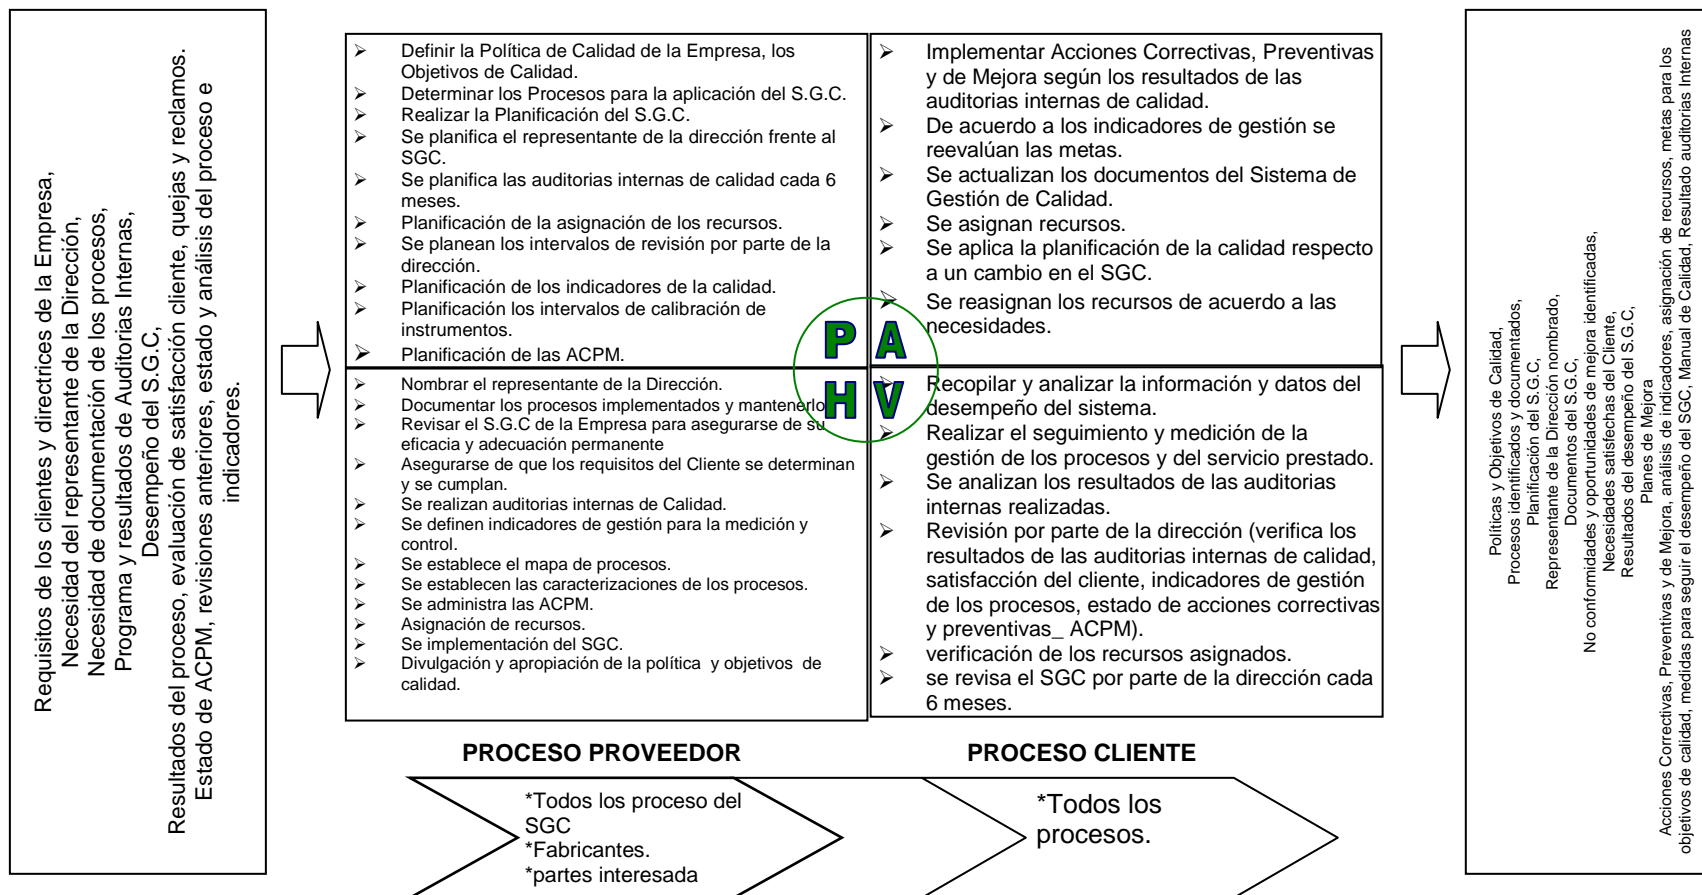 Requisitos de los clientes y directrices de la Empresa,
Necesidad del representante de la Dirección,
Necesidad de documentación de los procesos,
Programa y resultados de Auditorías Internas,
Desempeño del S.G.C,
Resultados del proceso, evaluación de satisfacción cliente, quejas y reclamos.
Estado de ACPM, revisiones anteriores, estado y análisis del proceso e
indicadores.
➢ Definir la Política de Calidad de la Empresa, los
Objetivos de Calidad.
➢ Determinar los Procesos para la aplicación del S.G.C.
➢ Realizar la Planificación del S.G.C.
➢ Se planifica el representante de la dirección frente al
SGC.
➢ Se planifica las auditorias internas de calidad cada 6
meses.
➢ Planificación de la asignación de los recursos.
➢ Se planean los intervalos de revisión por parte de la
dirección.
➢ Planificación de los indicadores de la calidad.
➢ Planificación los intervalos de calibración de
instrumentos.
➢ Planificación de las ACPM.
➢ Implementar Acciones Correctivas, Preventivas
y de Mejora según los resultados de las
auditorias internas de calidad.
➢ De acuerdo a los indicadores de gestión se
reevalúan las metas.
➢ Se actualizan los documentos del Sistema de
Gestión de Calidad.
➢ Se asignan recursos.
➢ Se aplica la planificación de la calidad respecto
a un cambio en el SGC.
➢ Se reasignan los recursos de acuerdo a las
necesidades.
P A
H V
➢ Nombrar el representante de la Dirección.
➢ Documentar los procesos implementados y mantenerlo
➢ Revisar el S.G.C de la Empresa para asegurarse de su
eficacia y adecuación permanente
➢ Asegurarse de que los requisitos del Cliente se determinan
y se cumplan.
➢ Se realizan auditorias internas de Calidad.
➢ Se definen indicadores de gestión para la medición y
control.
➢ Se establece el mapa de procesos.
➢ Se establecen las caracterizaciones de los procesos.
➢ Se administra las ACPM.
➢ Asignación de recursos.
➢ Se implementación del SGC.
➢ Divulgación y apropiación de la política y objetivos de
calidad.
➢ Recopilar y analizar la información y datos del
desempeño del sistema.
➢ Realizar el seguimiento y medición de la
gestión de los procesos y del servicio prestado.
➢ Se analizan los resultados de las auditorias
internas realizadas.
➢ Revisión por parte de la dirección (verifica los
resultados de las auditorias internas de calidad,
satisfacción del cliente, indicadores de gestión
de los procesos, estado de acciones correctivas
y preventivas_ ACPM).
➢ verificación de los recursos asignados.
➢ se revisa el SGC por parte de la dirección cada
6 meses.
PROCESO PROVEEDOR
*Todos los proceso del
SGC
*Fabricantes.
*partes interesada
PROCESO CLIENTE
*Todos los
procesos.
Políticas y Objetivos de Calidad,
Procesos identificados y documentados,
Planificación del S.G.C,
Representante de la Dirección nombrado,
Documentos del S.G.C,
No conformidades y oportunidades de mejora identificadas,
Necesidades satisfechas del Cliente,
Resultados del desempeño del S.G.C,
Planes de Mejora
Acciones Correctivas, Preventivas y de Mejora, análisis de indicadores, asignación de recursos, metas para los
objetivos de calidad, medidas para seguir el desempeño del SGC, Manual de Calidad, Resultado auditorias Internas